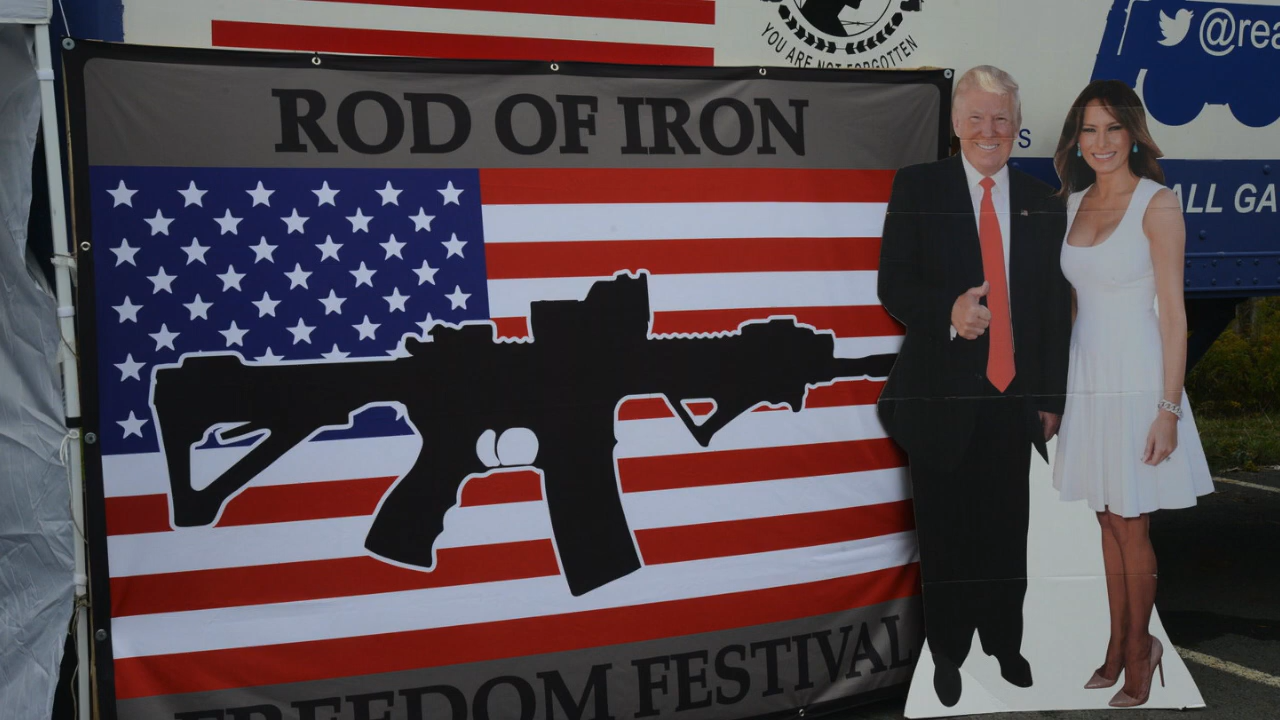 YOU ARE NOT FORGOTTEN
@rea
S
ALL GA
ROD OF IRON
FREEDOM FESTIVAL